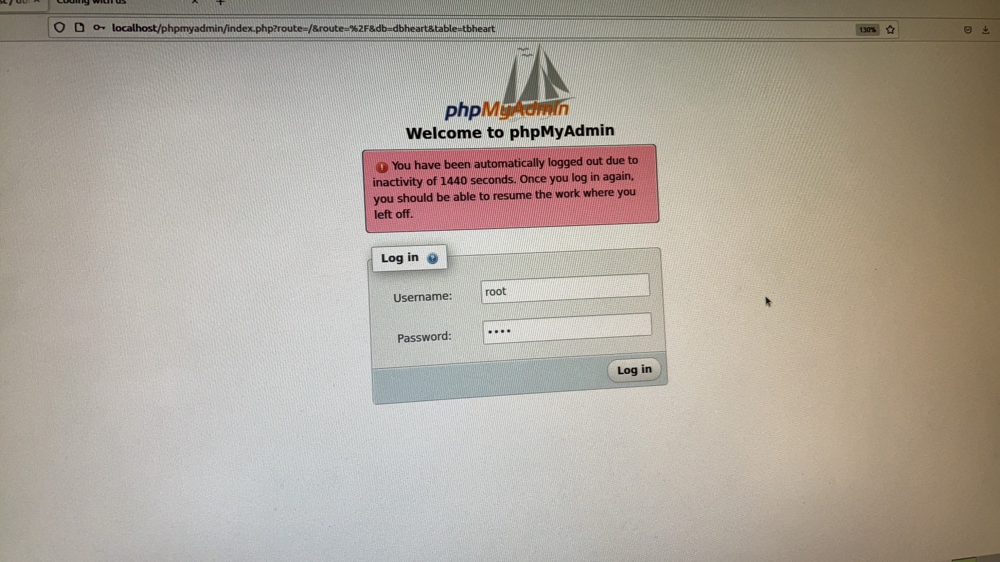 Coding with us
localhost/phpmyadmin/index.php?route=/&route=%2F&db=dbheart&table=tbheart
130%
phpMyAdmin
Welcome to phpMyAdmin
You have been automatically logged out due to
inactivity of 1440 seconds. Once you log in again,
you should be able to resume the work where you
left off.
Log in
Username: root
Password: ••••
Log in